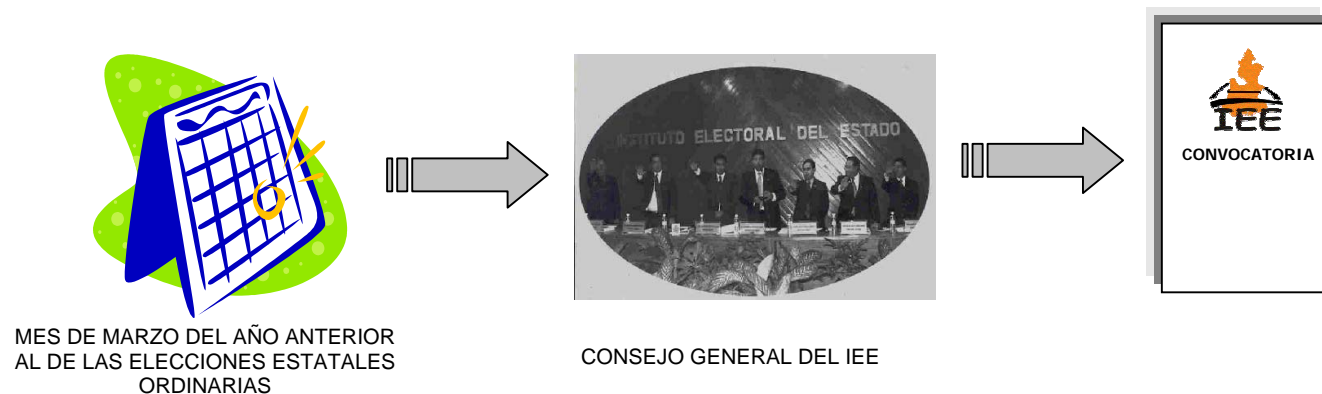 INSTITUTO ELECTORAL DEL ESTADO
IEE
CONVOCATORIA
MES DE MARZO DEL AÑO ANTERIOR
AL DE LAS ELECCIONES ESTATALES
ORDINARIAS
CONSEJO GENERAL DEL IEE